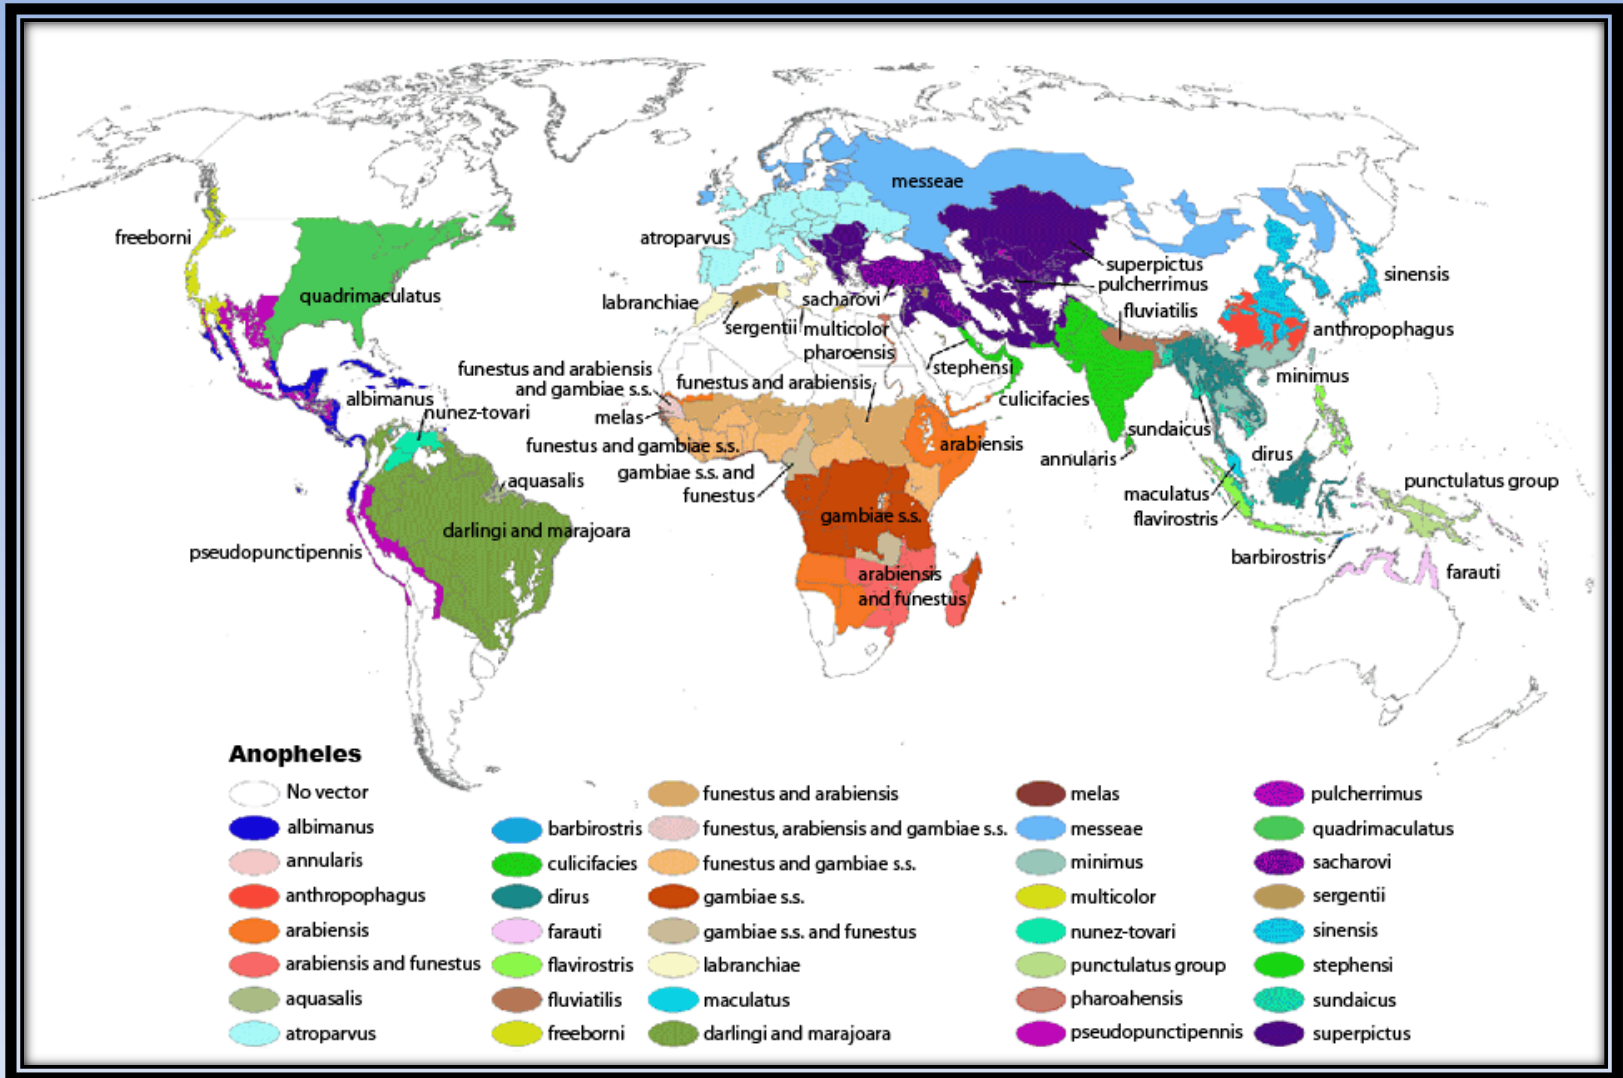 messeae
freeborni
atroparvus
superpictus
pulcherrimus
sinensis
quadrimaculatus
labranchiae
sacharovi
fluviatilis
sergentii
multicolor
anthropophagus
pharoensis
funestus and arabiensis
and gambiae s.s.
funestus and arabiensis
stephensi
minimus
albimanus
nunez-tovari
melas
culicifacies
funestus and gambiae s.s.
arabiensis
sundaicus
annularis
dirus
gambiae s.s. and
funestus
aquasalis
maculatus
flavirostris
punctulatus group
darlingi and marajoara
gambiae s.s.
pseudopunctipennis
barbirostris
farauti
arabiensis
and funestus
Anopheles
No vector
albimanus
annularis
anthropophagus
arabiensis
arabiensis and funestus
aquasalis
atroparvus
barbirostris
culicifacies
dirus
farauti
flavirostris
fluviatilis
freeborni
funestus and arabiensis
funestus, arabiensis and gambiae s.s.
funestus and gambiae s.s.
gambiae s.s.
gambiae s.s. and funestus
labranchiae
maculatus
darlingi and marajoara
melas
messeae
minimus
multicolor
nunez-tovari
punctulatus group
pharoahensis
pseudopunctipennis
pulcherrimus
quadrimaculatus
sacharovi
sergentii
sinensis
stephensi
sundaicus
superpictus